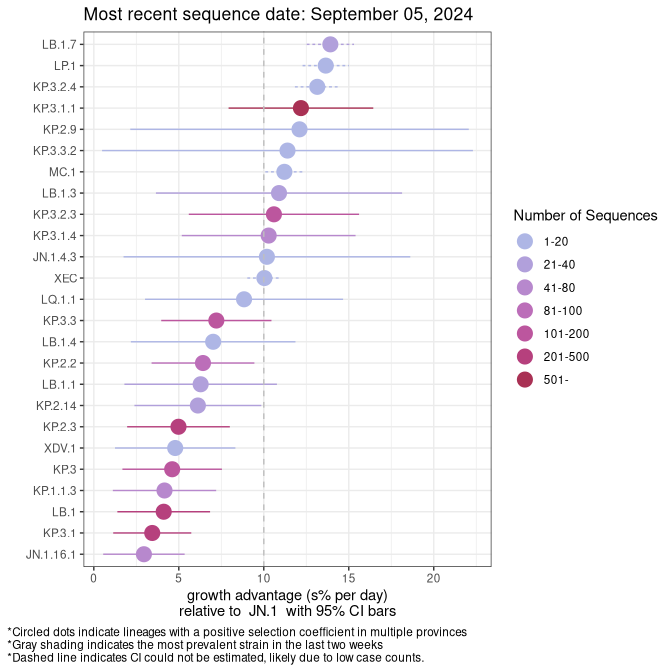 Most recent sequence date: September 05, 2024
LB.1.7
LP.1
KP.3.2.4
KP.3.1.1
KP.2.9
KP.3.3.2
MC.1
LB.1.3
KP.3.2.3
KP.3.1.4
JN.1.4.3
XEC
LQ.1.1
KP.3.3
LB.1.4
KP.2.2
LB.1.1
KP.2.14
KP.2.3
XDV.1
KP.3
KP.1.1.3
LB.1
KP.3.1
JN.1.16.1
0 5 10 15 20
growth advantage (s% per day)
relative to JN.1 with 95% CI bars
Number of Sequences
1-20
21-40
41-80
81-100
101-200
201-500
501-
*Circled dots indicate lineages with a positive selection coefficient in multiple provinces
*Gray shading indicates the most prevalent strain in the last two weeks
*Dashed line indicates CI could not be estimated, likely due to low case counts.